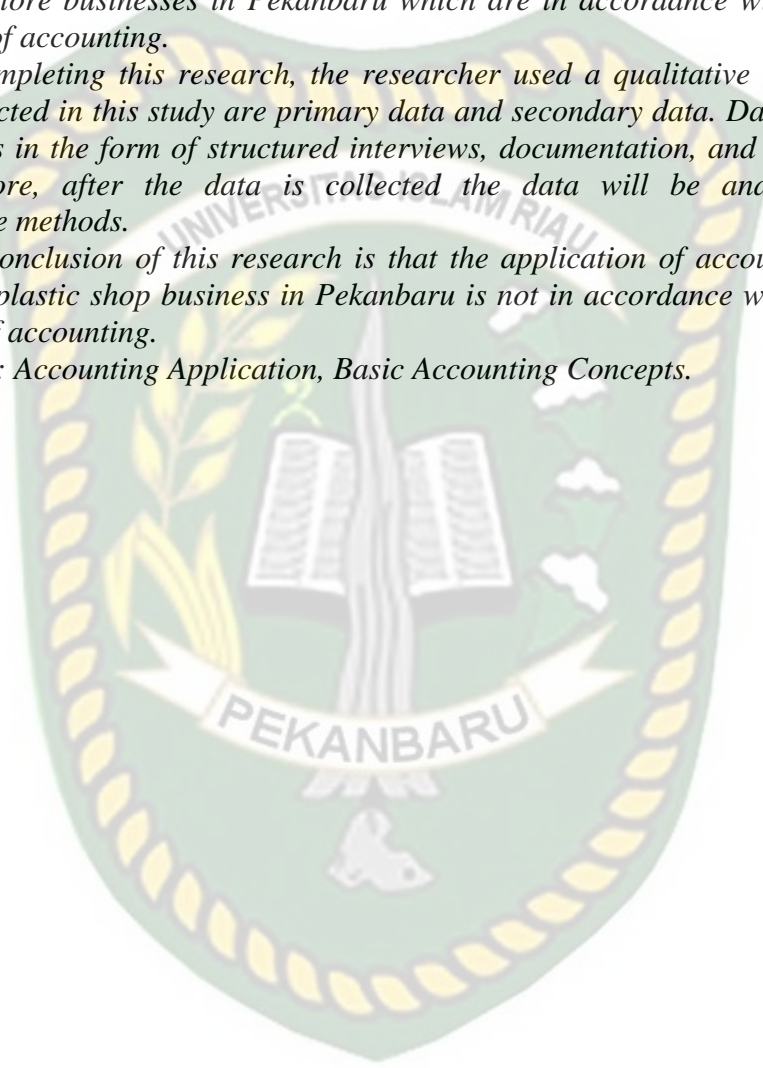 tore businesses in Pekanbaru which are in accordance w
of accounting.
mpleting this research, the researcher used a qualitative
cted in this study are primary data and secondary data. Da
s in the form of structured interviews, documentation, and
ore, after the data is collected the data will be and
e methods.
UNIVERSITAS ISLAM RIAU
onclusion of this research is that the application of accou
plastic shop business in Pekanbaru is not in accordance w
f accounting.
: Accounting Application, Basic Accounting Concepts.
PEKANBARU